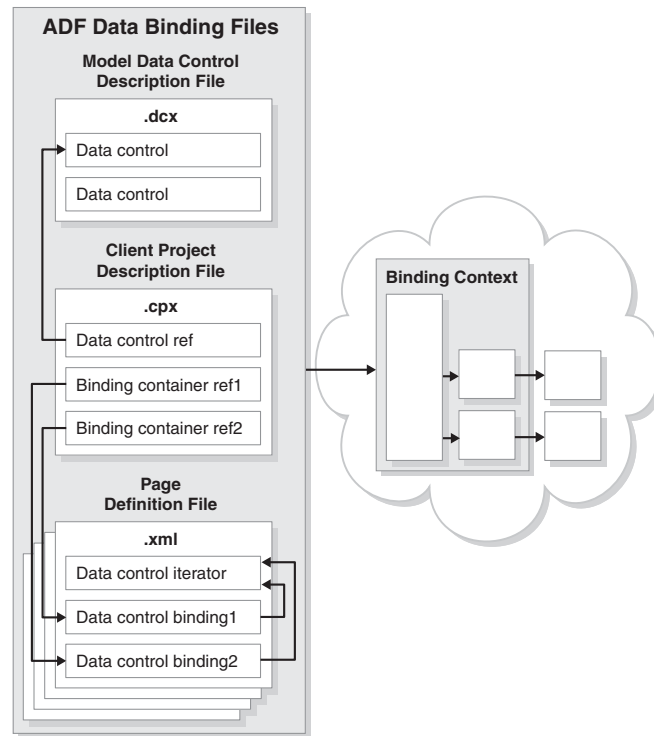 ADF Data Binding Files
Model Data Control
Description File
.dcx
Data control
Data control
Client Project
Description File
.cpx
Data control ref
Binding container ref1
Binding container ref2
Page
Definition File
.xml
Data control iterator
Data control binding1
Data control binding2
Binding Context